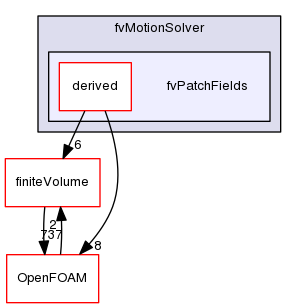 fvMotionSolver
derived
fvPatchFields
6
finiteVolume
2
737
8
OpenFOAM